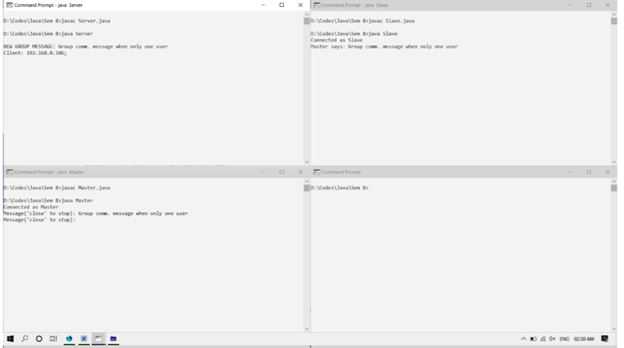 Command Prompt - java Server
D:\Codes\Java\Sem 8>javac Server.java
D:\Codes\Java\Sem 8>java Server
NEW GROUP MESSAGE: Group comm. message when only one user
Client: 192.168.0.106;
Command Prompt - java Slave
D:\Codes\Java\Sem 8>javac Slave.java
D:\Codes\Java\Sem 8>java Slave
Connected as Slave
Master says: Group comm. message when only one user
Command Prompt - java Master
D:\Codes\Java\Sem 8>javac Master.java
D:\Codes\Java\Sem 8>java Master
Connected as Master
Message("close" to stop): Group comm. message when only one user
Message("close" to stop):
Command Prompt
D:\Codes\Java\Sem 8>
ENG 02:30 AM